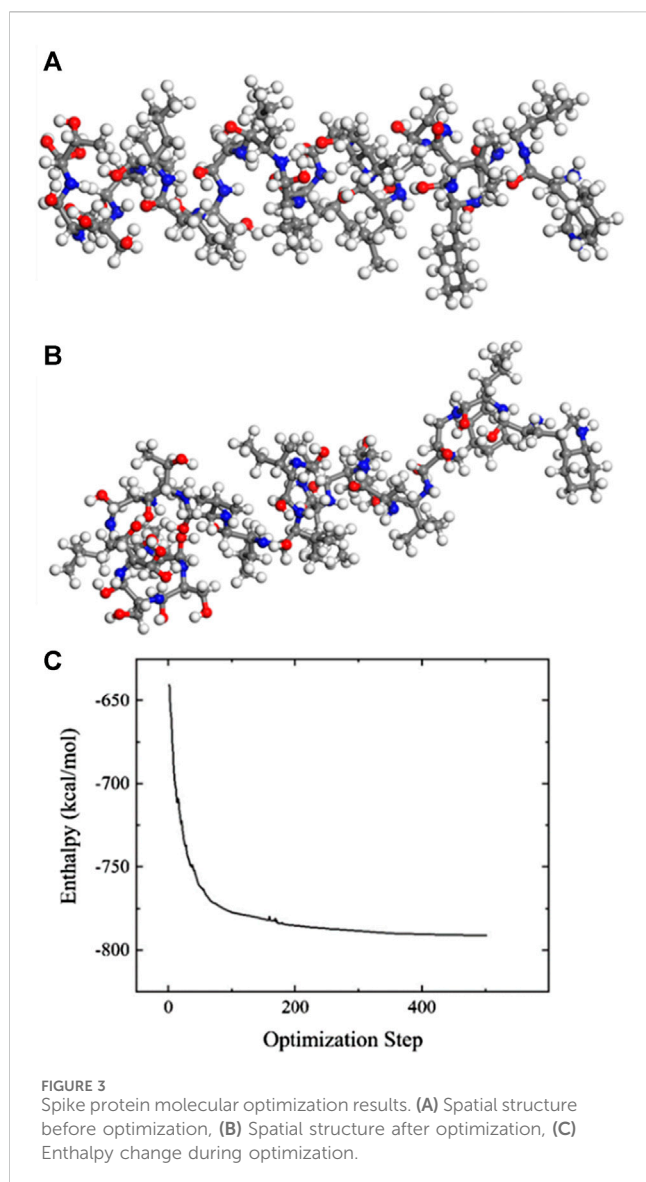 A
B
C
-650
-700
-750
-800
Enthalpy (kcal/mol)
0
200
400
Optimization Step
FIGURE 3
Spike protein molecular optimization results. (A) Spatial structure
before optimization, (B) Spatial structure after optimization, (C)
Enthalpy change during optimization.